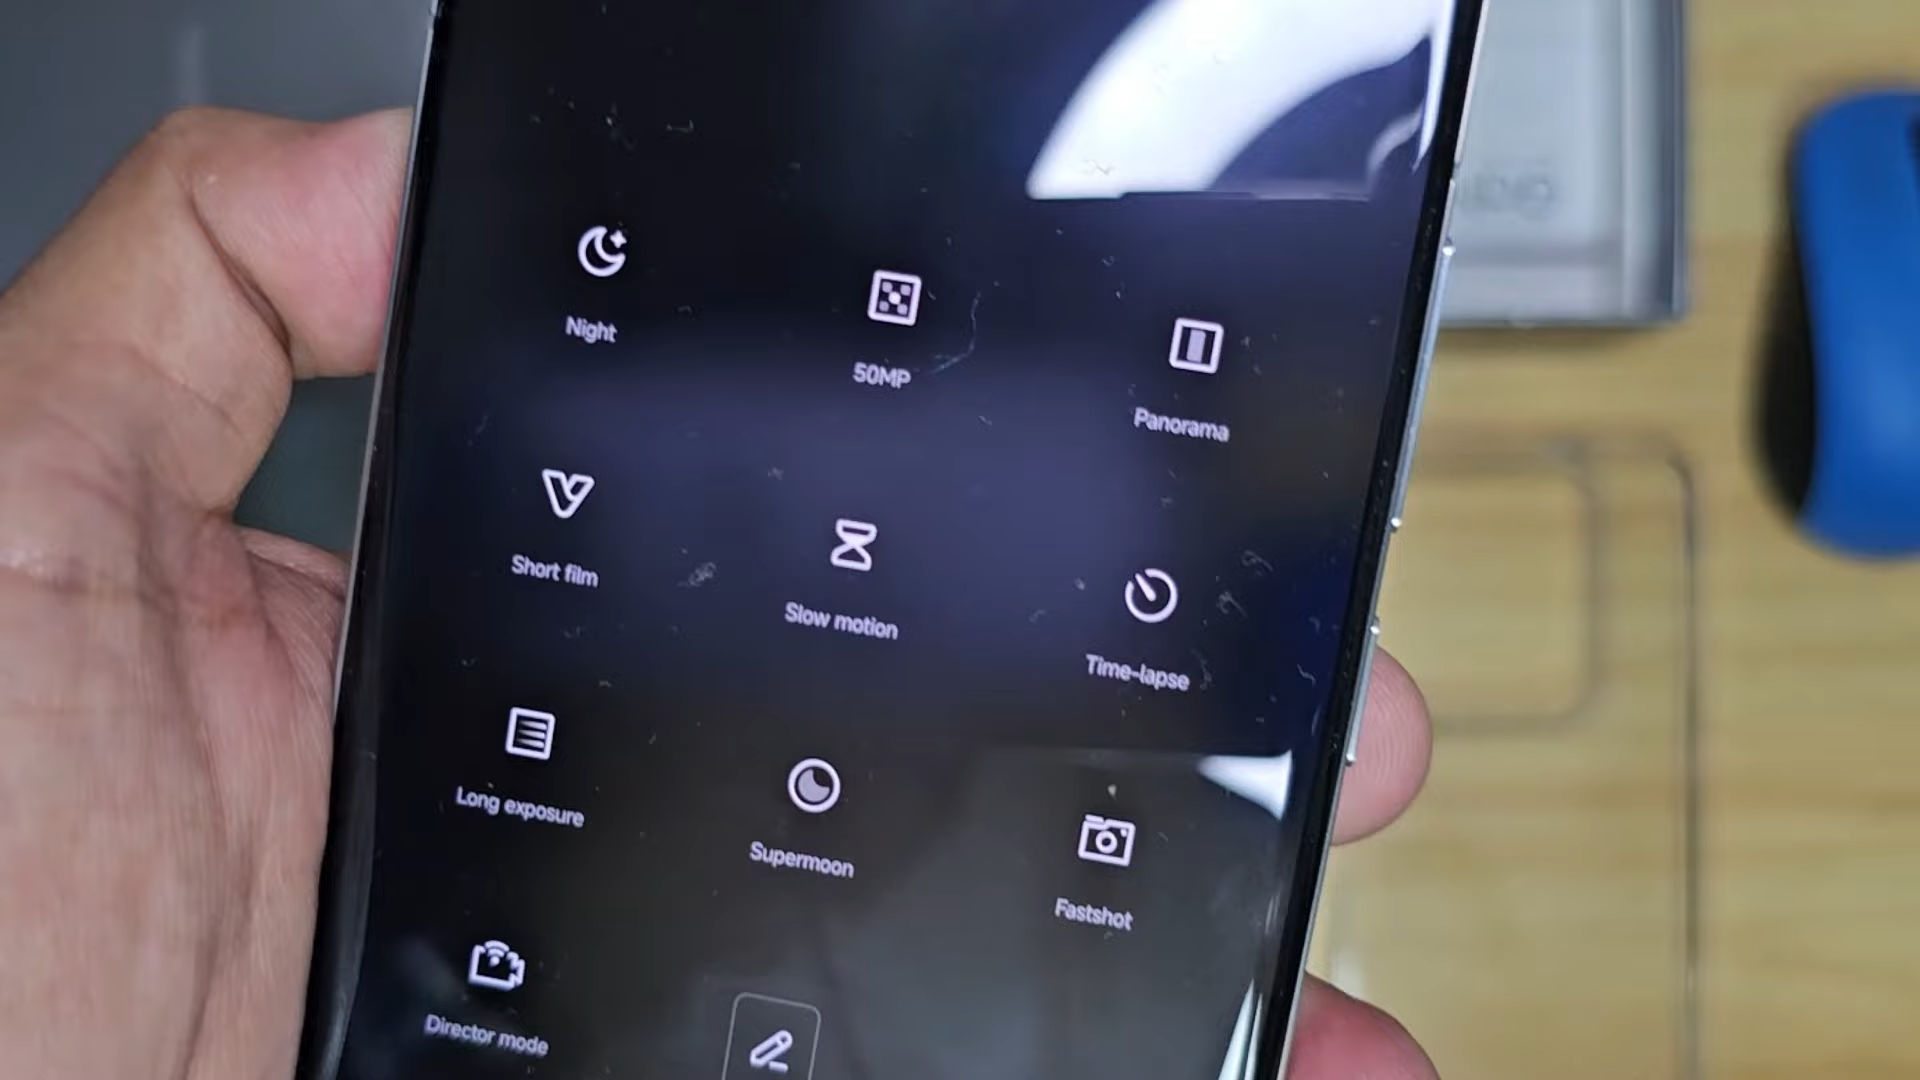 Night
50MP
Panorama
Short film
Slow motion
Time-lapse
Long exposure
Supermoon
Fastshot
Director mode